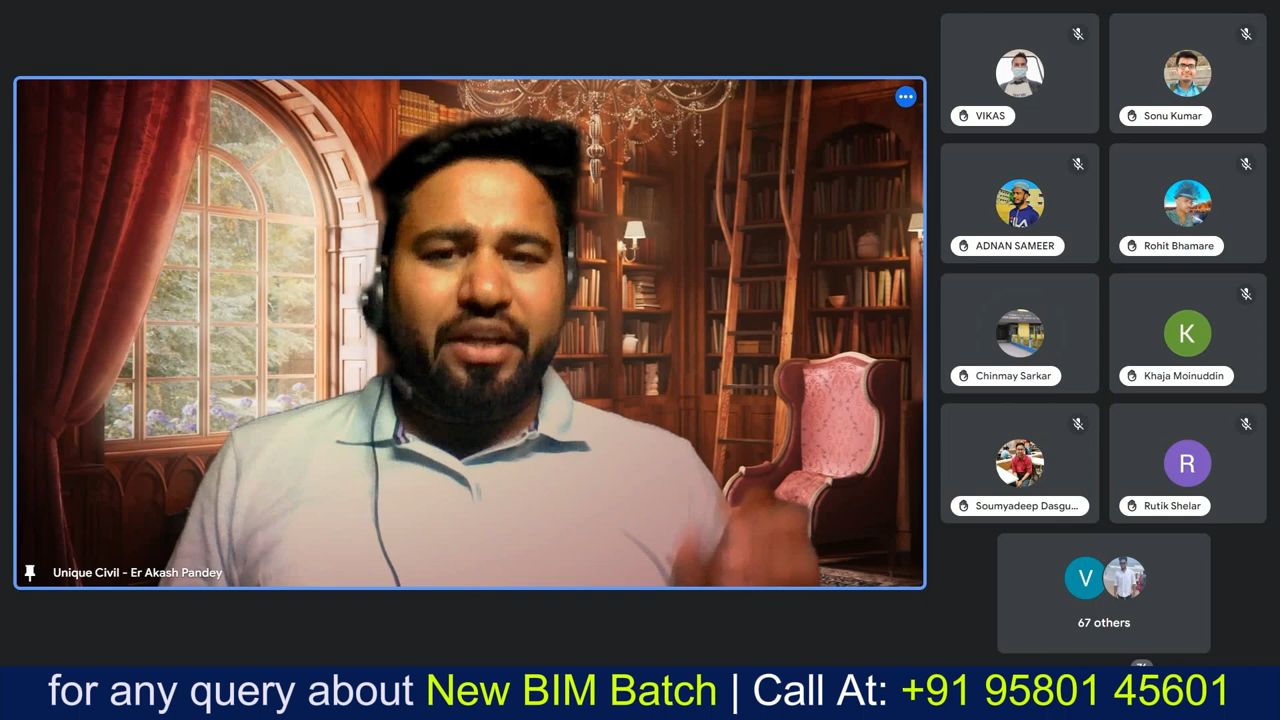 VIKAS
Sonu Kumar
ADNAN SAMEER
Rohit Bhamare
Chinmay Sarkar
K
Khaja Moinuddin
Soumyadeep Dasgu...
R
Rutik Shelar
V
67 others
Unique Civil - Er Akash Pandey
for any query about New BIM Batch | Call At: +91 95801 45601